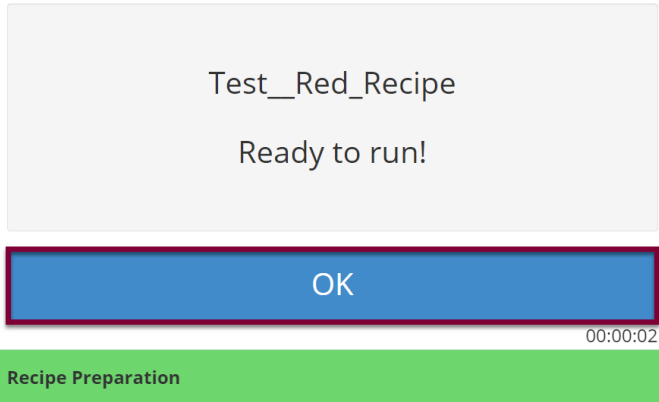 Test__Red_Recipe
Ready to run!
OK
00:00:02
Recipe Preparation